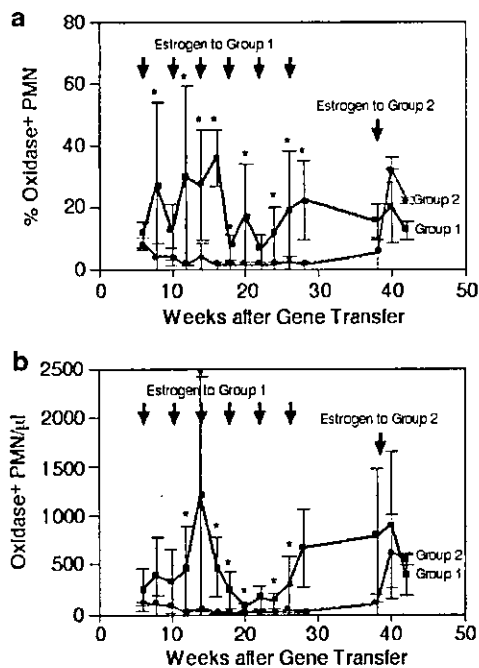 a
Estrogen to Group 1
Estrogen to Group 2
% Oxidase+ PMN
80
60
40
20
0
Group 2
Group 1
0 10 20 30 40 50
Weeks after Gene Transfer
b
Estrogen to Group 1
Estrogen to Group 2
Oxidase+ PMN/µl
2500
2000
1500
1000
500
0
Group 2
Group 1
0 10 20 30 40 50
Weeks after Gene Transfer